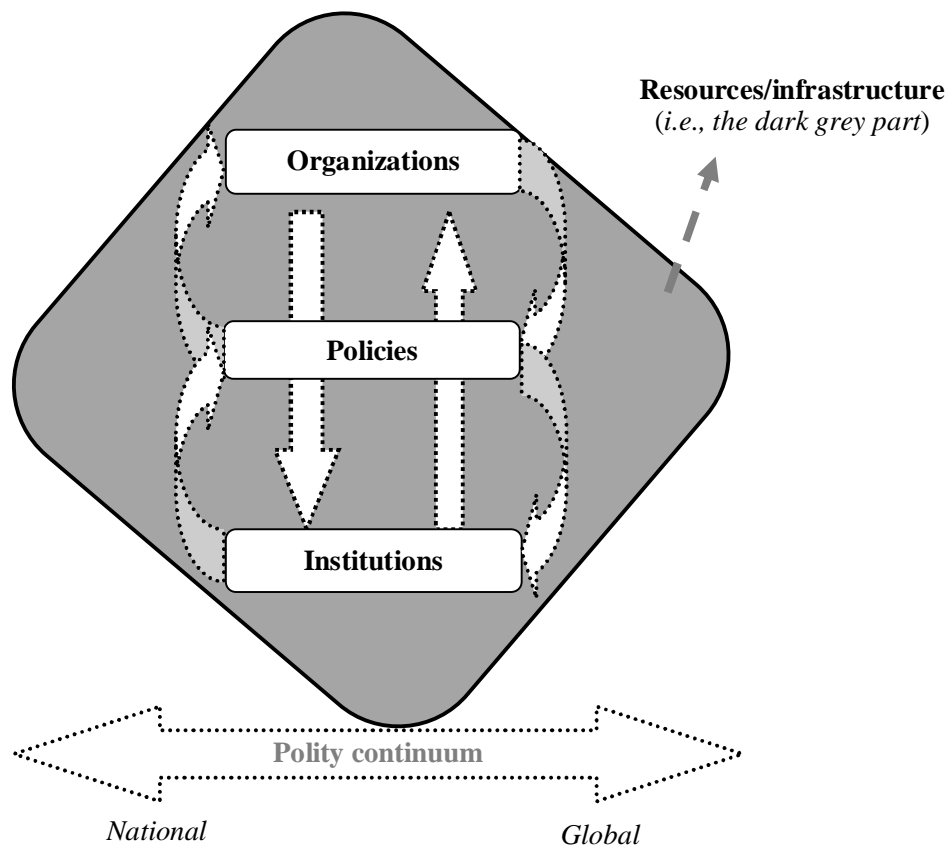 Resources/infrastructure
(i.e., the dark grey part)
Organizations
Policies
Institutions
Polity continuum
National
Global